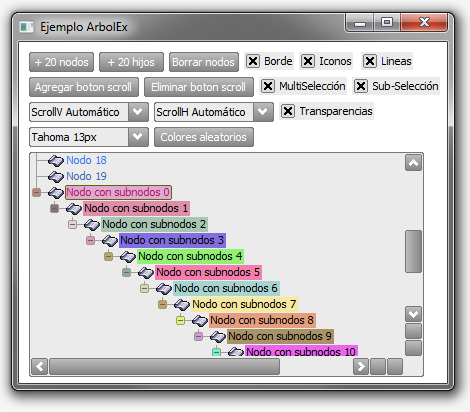 Ejemplo ArbolEx
+ 20 nodos + 20 hijos Borrar nodos Borde Iconos Lineas
Agregar boton scroll Eliminar boton scroll MultiSelección Sub-Selección
ScrollV Automático ScrollH Automático Transparencias
Tahoma 13px Colores aleatorios
Nodo 18
Nodo 19
Nodo con subnodos 0
Nodo con subnodos 1
Nodo con subnodos 2
Nodo con subnodos 3
Nodo con subnodos 4
Nodo con subnodos 5
Nodo con subnodos 6
Nodo con subnodos 7
Nodo con subnodos 8
Nodo con subnodos 9
Nodo con subnodos 10